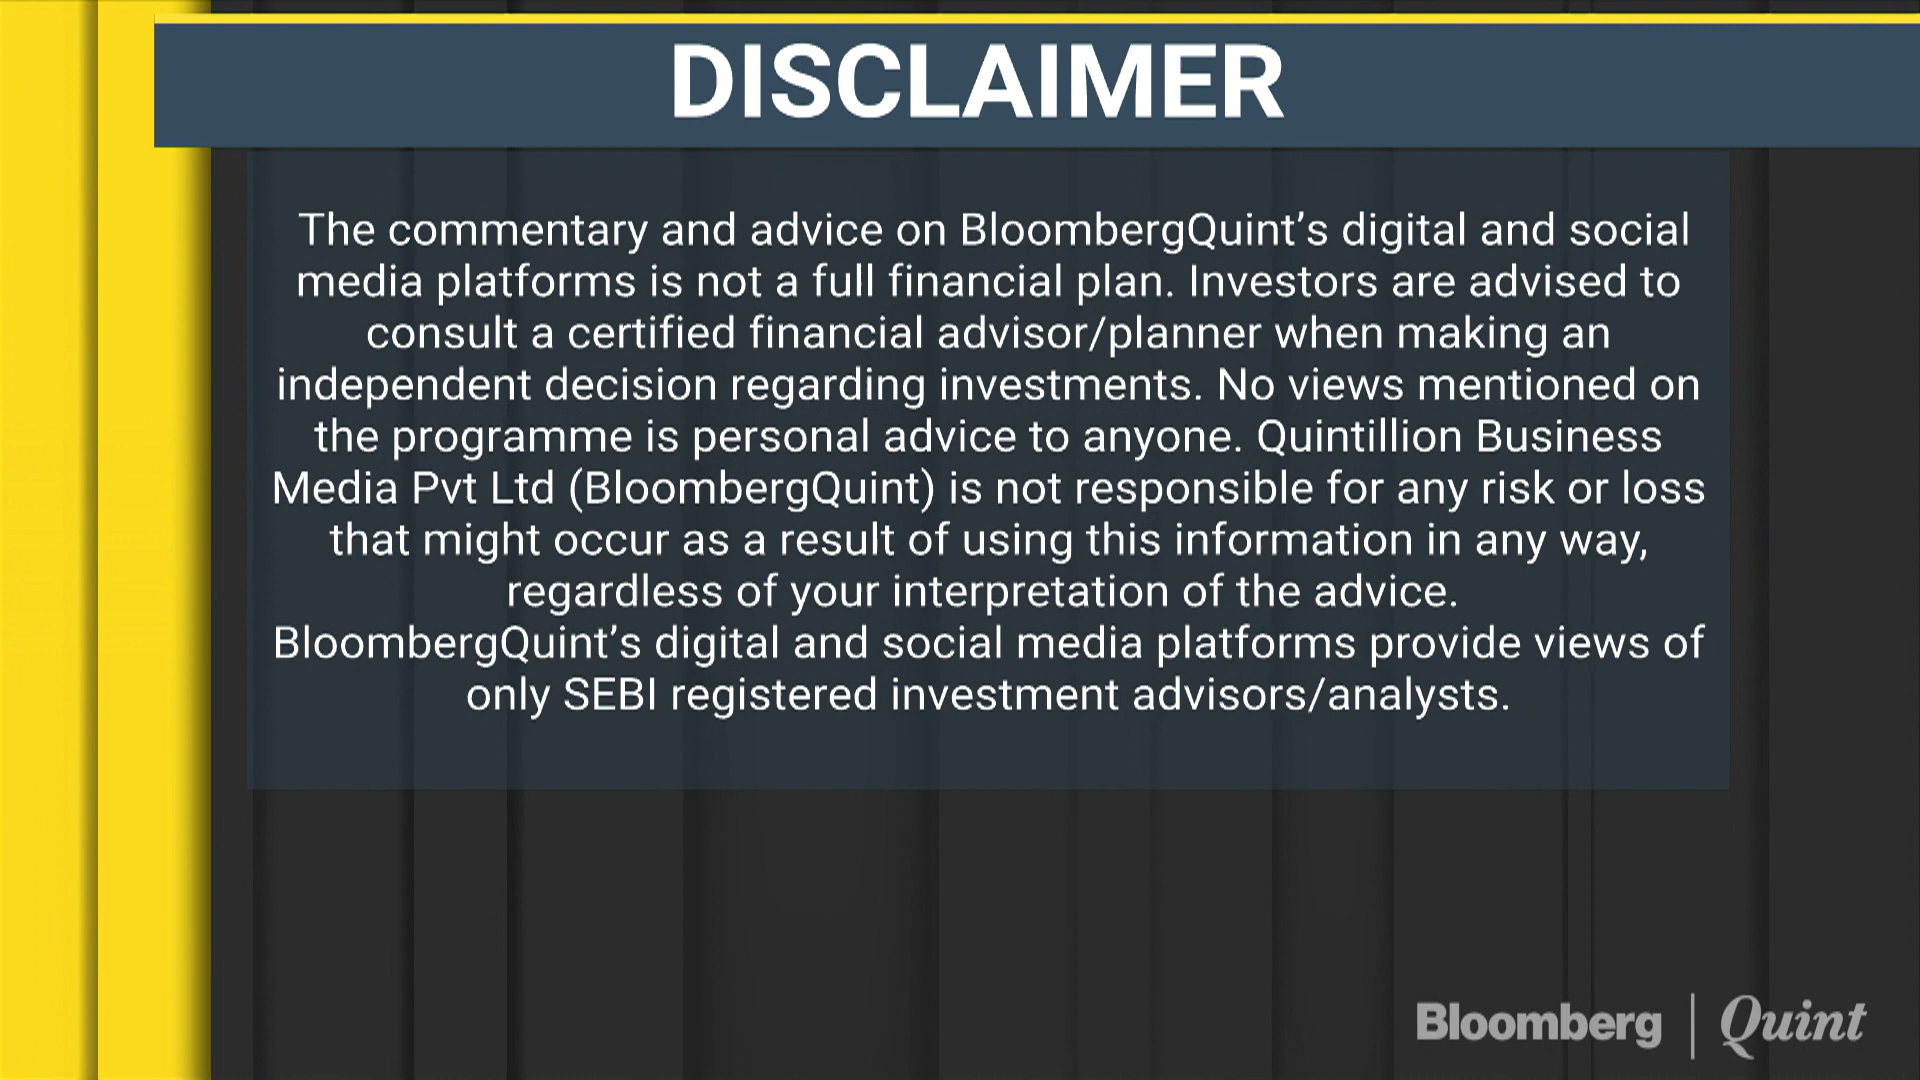 DISCLAIMER
The commentary and advice on BloombergQuint’s digital and social
media platforms is not a full financial plan. Investors are advised to
consult a certified financial advisor/planner when making an
independent decision regarding investments. No views mentioned on
the programme is personal advice to anyone. Quintillion Business
Media Pvt Ltd (BloombergQuint) is not responsible for any risk or loss
that might occur as a result of using this information in any way,
regardless of your interpretation of the advice.
BloombergQuint’s digital and social media platforms provide views of
only SEBI registered investment advisors/analysts.
Bloomberg | Quint